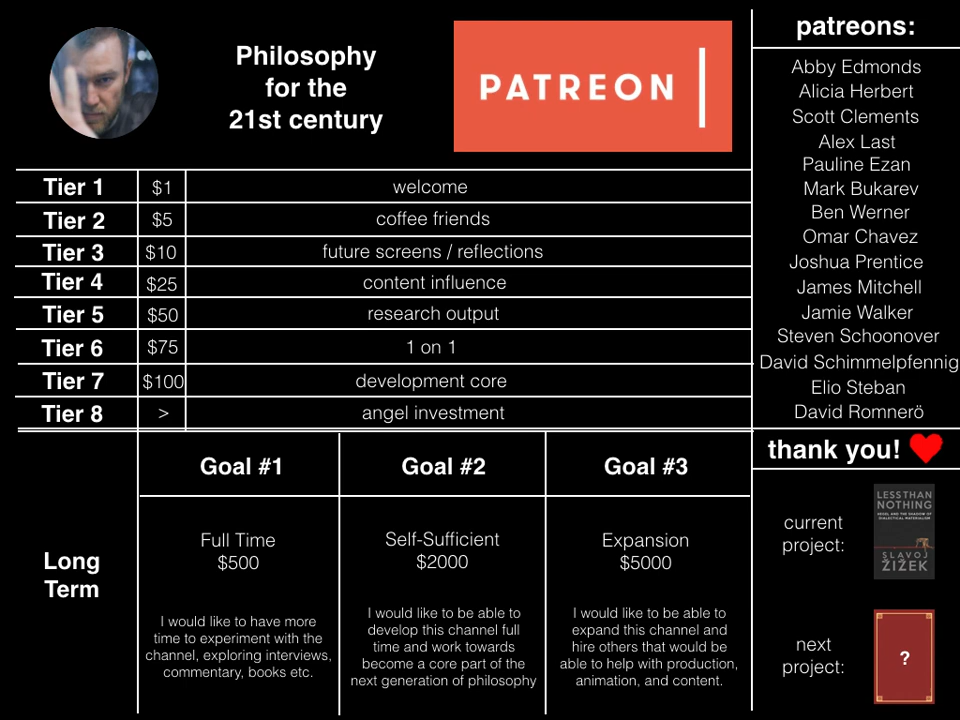 Philosophy
for the
21st century
PATREON
Tier 1 $1 welcome
Tier 2 $5 coffee friends
Tier 3 $10 future screens / reflections
Tier 4 $25 content influence
Tier 5 $50 research output
Tier 6 $75 1 on 1
Tier 7 $100 development core
Tier 8 > angel investment
Long
Term
Goal #1
Full Time
$500
I would like to have more
time to experiment with the
channel, exploring interviews,
commentary, books etc.
Goal #2
Self-Sufficient
$2000
I would like to be able to
develop this channel full
time and work towards
become a core part of the
next generation of philosophy
Goal #3
Expansion
$5000
I would like to be able to
expand this channel and
hire others that would be
able to help with production,
animation, and content.
patreons:
Abby Edmonds
Alicia Herbert
Scott Clements
Alex Last
Pauline Ezan
Mark Bukarev
Ben Werner
Omar Chavez
Joshua Prentice
James Mitchell
Jamie Walker
Steven Schoonover
David Schimmelpfennig
Elio Steban
David Romnerö
thank you!
current
project:
LESS THAN
NOTHING
HEGEL AND THE SHADOW OF
DIALECTICAL MATERIALISM
SLAVOJ
ŽIŽEK
next
project:
?